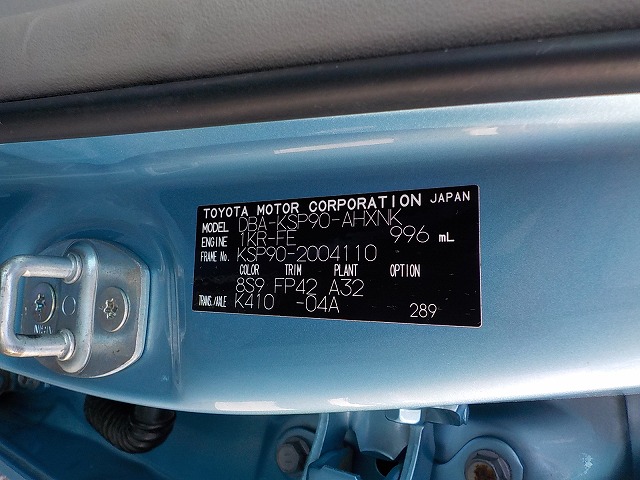 TOYOTA MOTOR CORPORATION JAPAN
MODEL DBA-KSP90-AHXNK
ENGINE 1KR-FE 996 mL
FRAME No. KSP90-2004110
COLOR TRIM PLANT OPTION
8S9 FP42 A32
TRANS./AXLE K410 -04A 289